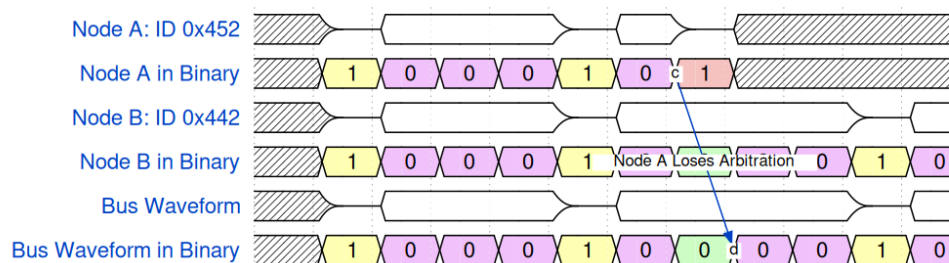 Node A: ID 0x452
Node A in Binary 1 0 0 0 1 0 c 1
Node B: ID 0x442
Node B in Binary 1 0 0 0 1 Node A Loses Arbitration 0 1 0
Bus Waveform
Bus Waveform in Binary 1 0 0 0 1 0 0 d 0 0 1 0